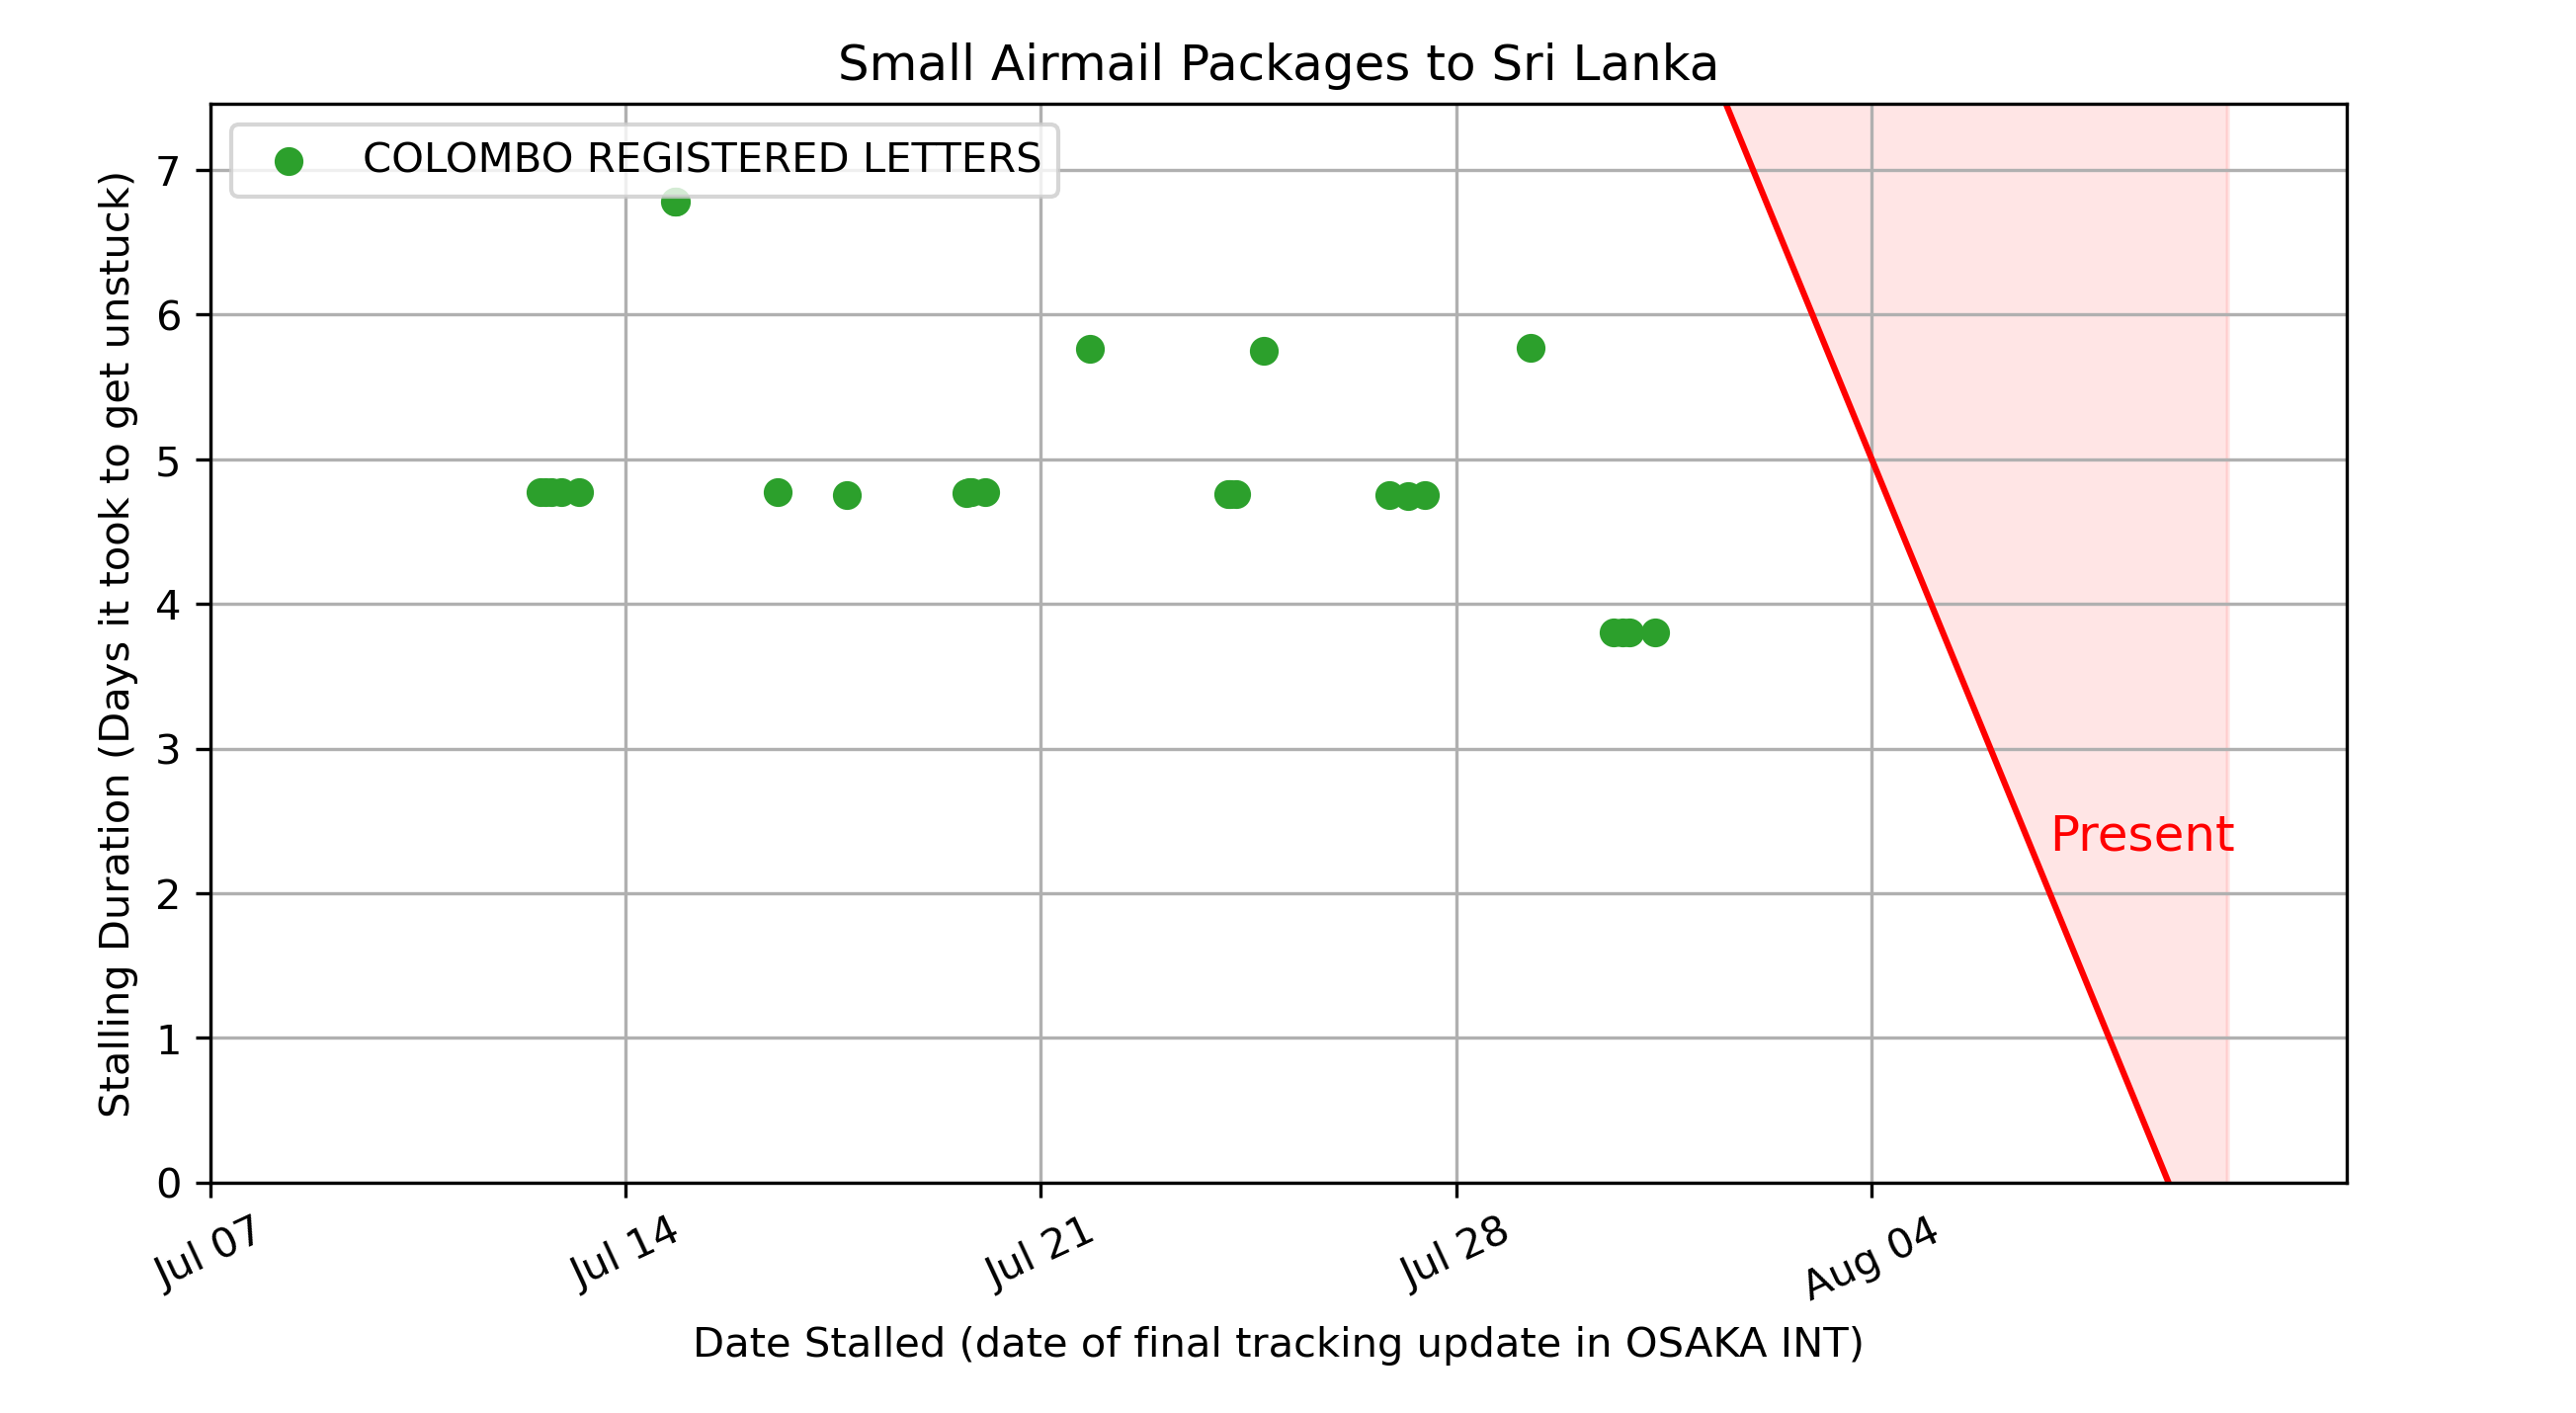 Small Airmail Packages to Sri Lanka
COLOMBO REGISTERED LETTERS
Stalling Duration (Days it took to get unstuck)
7
6
5
4
3
2
1
0
Present
Jul 07
Jul 14
Jul 21
Jul 28
Aug 04
Date Stalled (date of final tracking update in OSAKA INT)